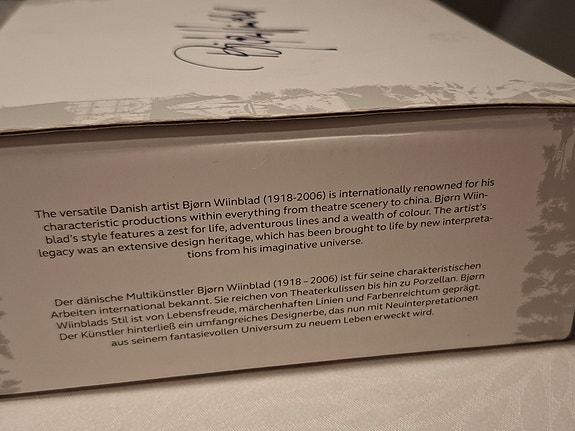 The versatile Danish artist Bjørn Wiinblad (1918-2006) is internationally renowned for his
characteristic productions within everything from theatre scenery to china. Bjørn Wiin-
blad's style features a zest for life, adventurous lines and a wealth of colour. The artist's
legacy was an extensive design heritage, which has been brought to life by new interpreta-
tions from his imaginative universe.
Der dänische Multikünstler Bjørn Wiinblad (1918 – 2006) ist für seine charakteristischen
Arbeiten international bekannt. Sie reichen von Theaterkulissen bis hin zu Porzellan. Bjørn
Wiinblads Stil ist von Lebensfreude, märchenhaften Linien und Farbenreichtum geprägt.
Der Künstler hinterließ ein umfangreiches Designerbe, das nun mit Neuinterpretationen
aus seinem fantasievollen Universum zu neuem Leben erweckt wird.